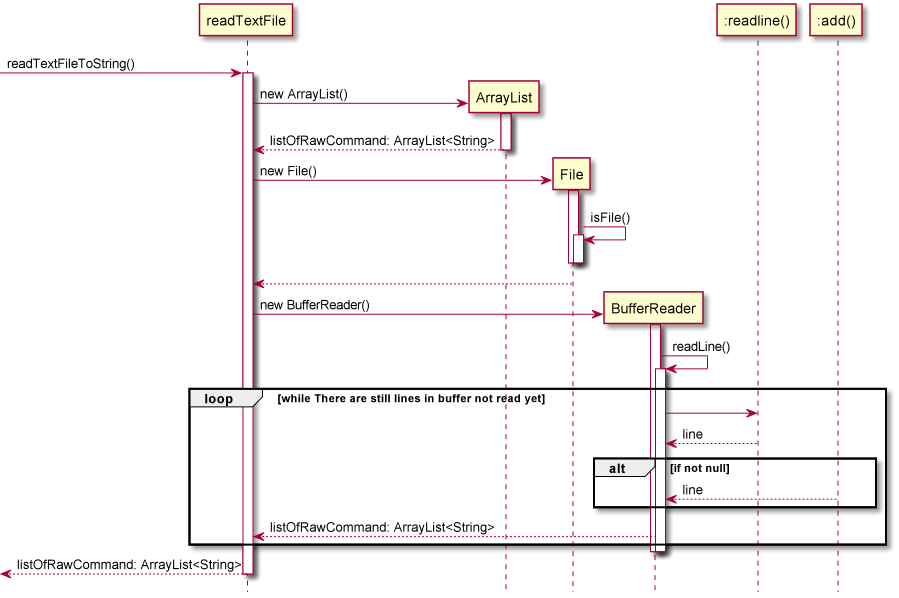 readTextFile
:readline()
:add()
readTextFileToString()
new ArrayList()
ArrayList
listOfRawCommand: ArrayList<String>
new File()
File
isFile()
new BufferReader()
BufferReader
readLine()
loop
[while There are still lines in buffer not read yet]
line
alt
[if not null]
line
listOfRawCommand: ArrayList<String>
listOfRawCommand: ArrayList<String>